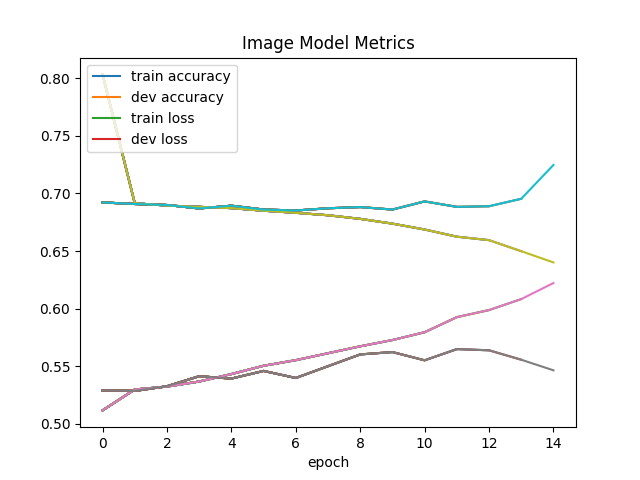 Image Model Metrics
train accuracy
dev accuracy
train loss
dev loss
0.80
0.75
0.70
0.65
0.60
0.55
0.50
0 2 4 6 8 10 12 14
epoch